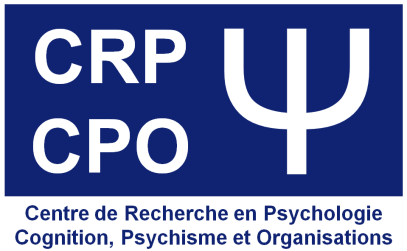 CRP
CPO
Ψ
Centre de Recherche en Psychologie
Cognition, Psychisme et Organisations